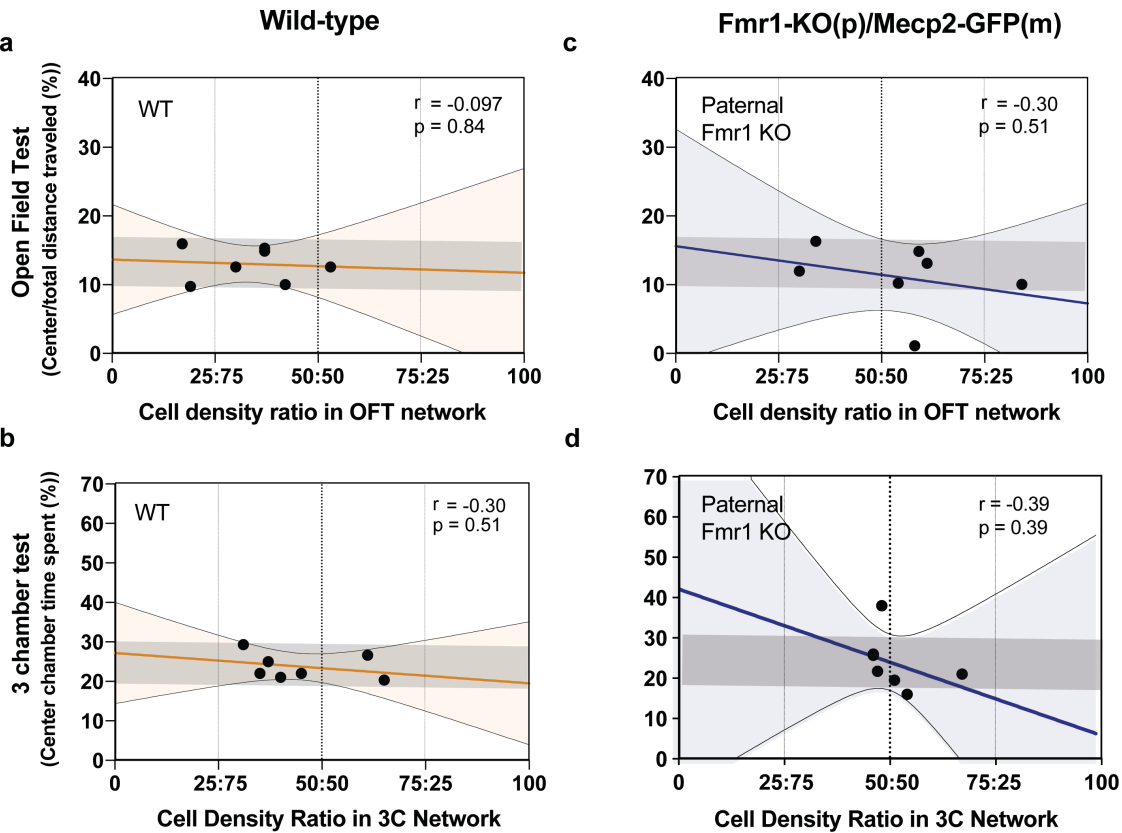 Wild-type
Fmr1-KO(p)/Mecp2-GFP(m)
a
Open Field Test
(Center/total distance traveled (%))
40
30
20
10
0
WT
r = -0.097
p = 0.84
0 25:75 50:50 75:25 100
Cell density ratio in OFT network
c
40
30
20
10
0
Paternal
Fmr1 KO
r = -0.30
p = 0.51
0 25:75 50:50 75:25 100
Cell density ratio in OFT network
b
3 chamber test
(Center chamber time spent (%))
70
60
50
40
30
20
10
0
WT
r = -0.30
p = 0.51
0 25:75 50:50 75:25 100
Cell Density Ratio in 3C Network
d
70
60
50
40
30
20
10
0
Paternal
Fmr1 KO
r = -0.39
p = 0.39
0 25:75 50:50 75:25 100
Cell Density Ratio in 3C Network